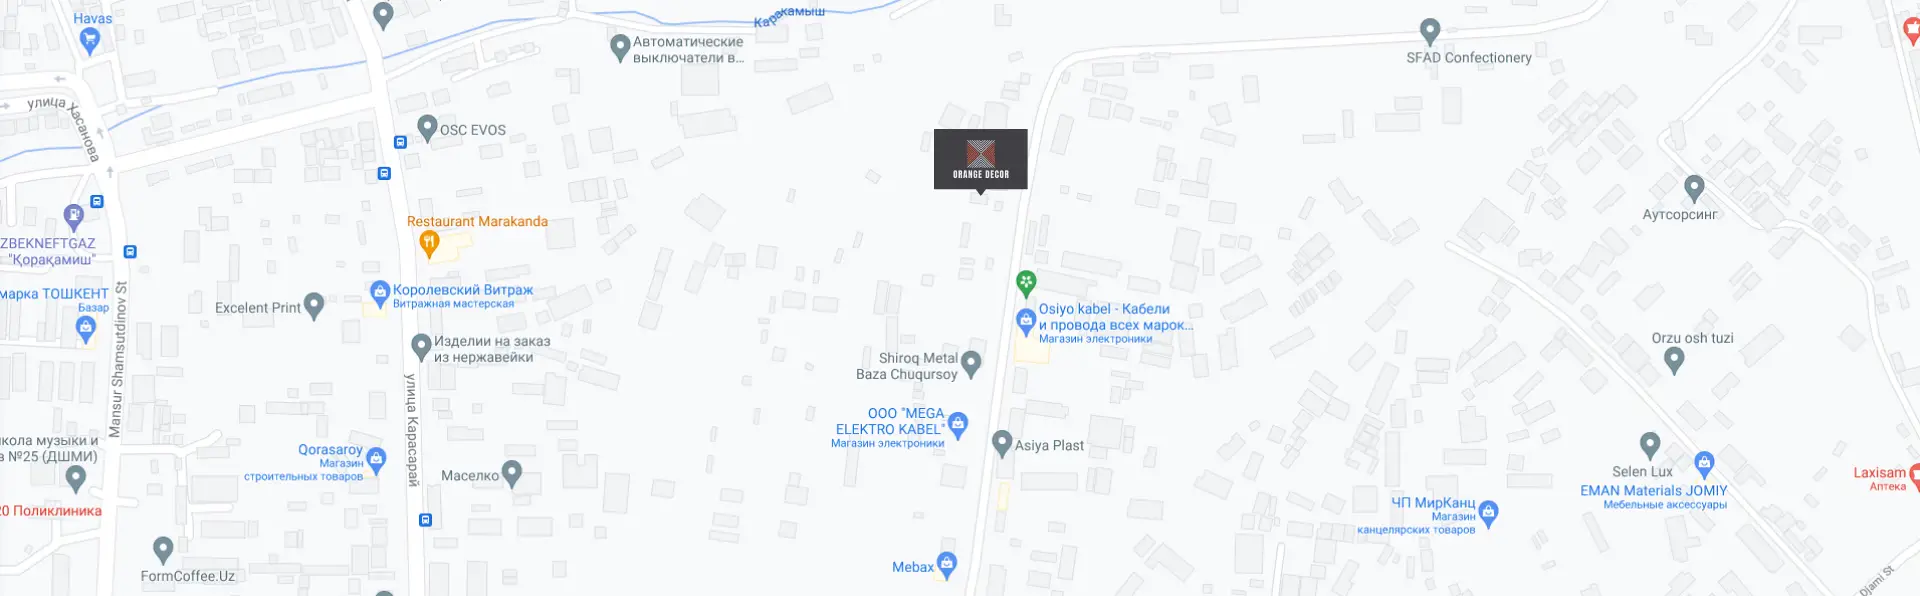 Havas
Каракамыш
Автоматические
выключатели в...
SFAD Confectionery
улица Хасанова
OSC EVOS
ORANGE DECOR
Аутсорсинг
Restaurant Marakanda
ZBEKNEFTGAZ
"Қорақамиш"
марка ТОШКЕНТ
Базар
Mansur Shamsutdinov St
Excelent Print
Королевский Витраж
Витражная мастерская
Изделии на заказ
из нержавейки
улица Карасарай
Osiyo kabel - Кабели
и провода всех марок...
Магазин электроники
Shiroq Metal
Baza Chuqursoy
Orzu osh tuzi
ООО "MEGA
ELEKTRO KABEL"
Магазин электроники
Asiya Plast
кола музыки и
а №25 (ДШМИ)
Qorasaroy
Магазин
строительных товаров
Маселко
Selen Lux
EMAN Materials JOMIY
Мебельные аксессуары
Laxisam
Аптека
ЧП МирКанц
Магазин
канцелярских товаров
20 Поликлиника
FormCoffee.Uz
Mebax
Djami St